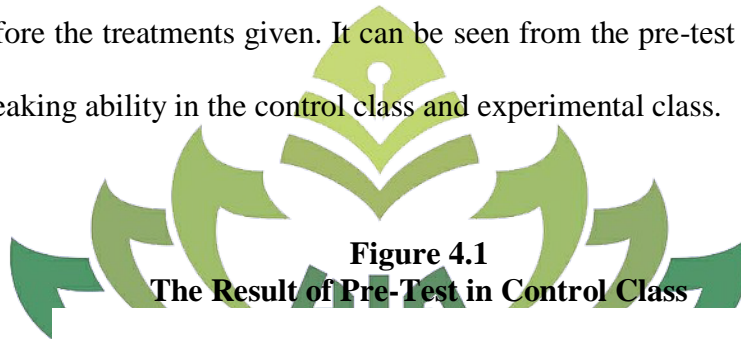 fore the treatments given. It can be seen from the pre-test
eaking ability in the control class and experimental class.
Figure 4.1
The Result of Pre-Test in Control Class